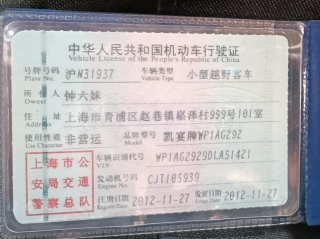 中华人民共和国机动车行驶证
Vehicle License of the People's Republic of China
号牌号码 沪N31937 车辆类型 小型越野客车
Plate No. Vehicle Type
所有人 钟六妹
Owner
住址 上海市青浦区赵巷镇嵊泽村999号101室
Address
使用性质 非营运 品牌型号 凯宴牌WP1AG292
Use Character Model
车辆识别代号 WP1AG2929DLA51421
VIN
发动机号码 CJT105939
Engine No.
注册日期 2012-11-27 发证日期 2012-11-27
Register Date Issue Date
上海市公
安局交通
警察总队